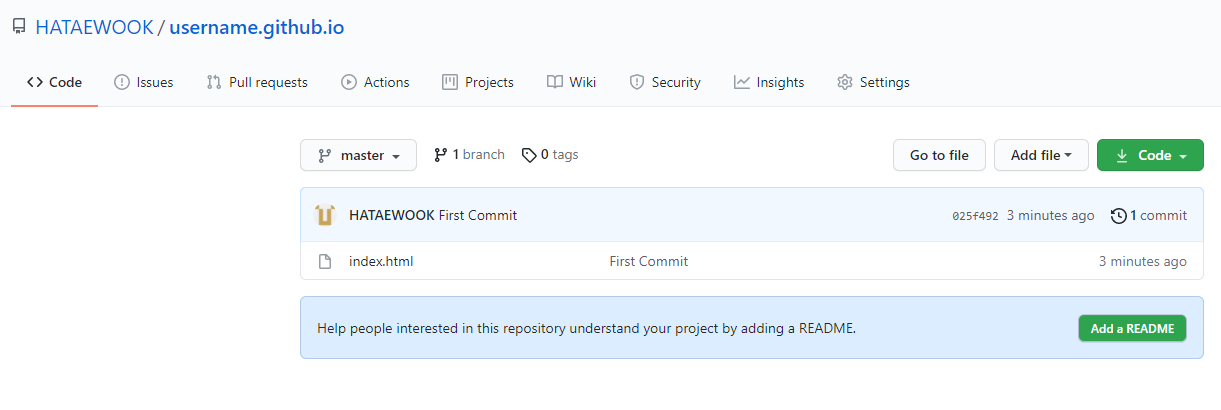 HATAEWOOK / username.github.io
Code Issues Pull requests Actions Projects Wiki Security Insights Settings
master 1 branch 0 tags Go to file Add file Code
HATAEWOOK First Commit 025f492 3 minutes ago 1 commit
index.html First Commit 3 minutes ago
Help people interested in this repository understand your project by adding a README. Add a README